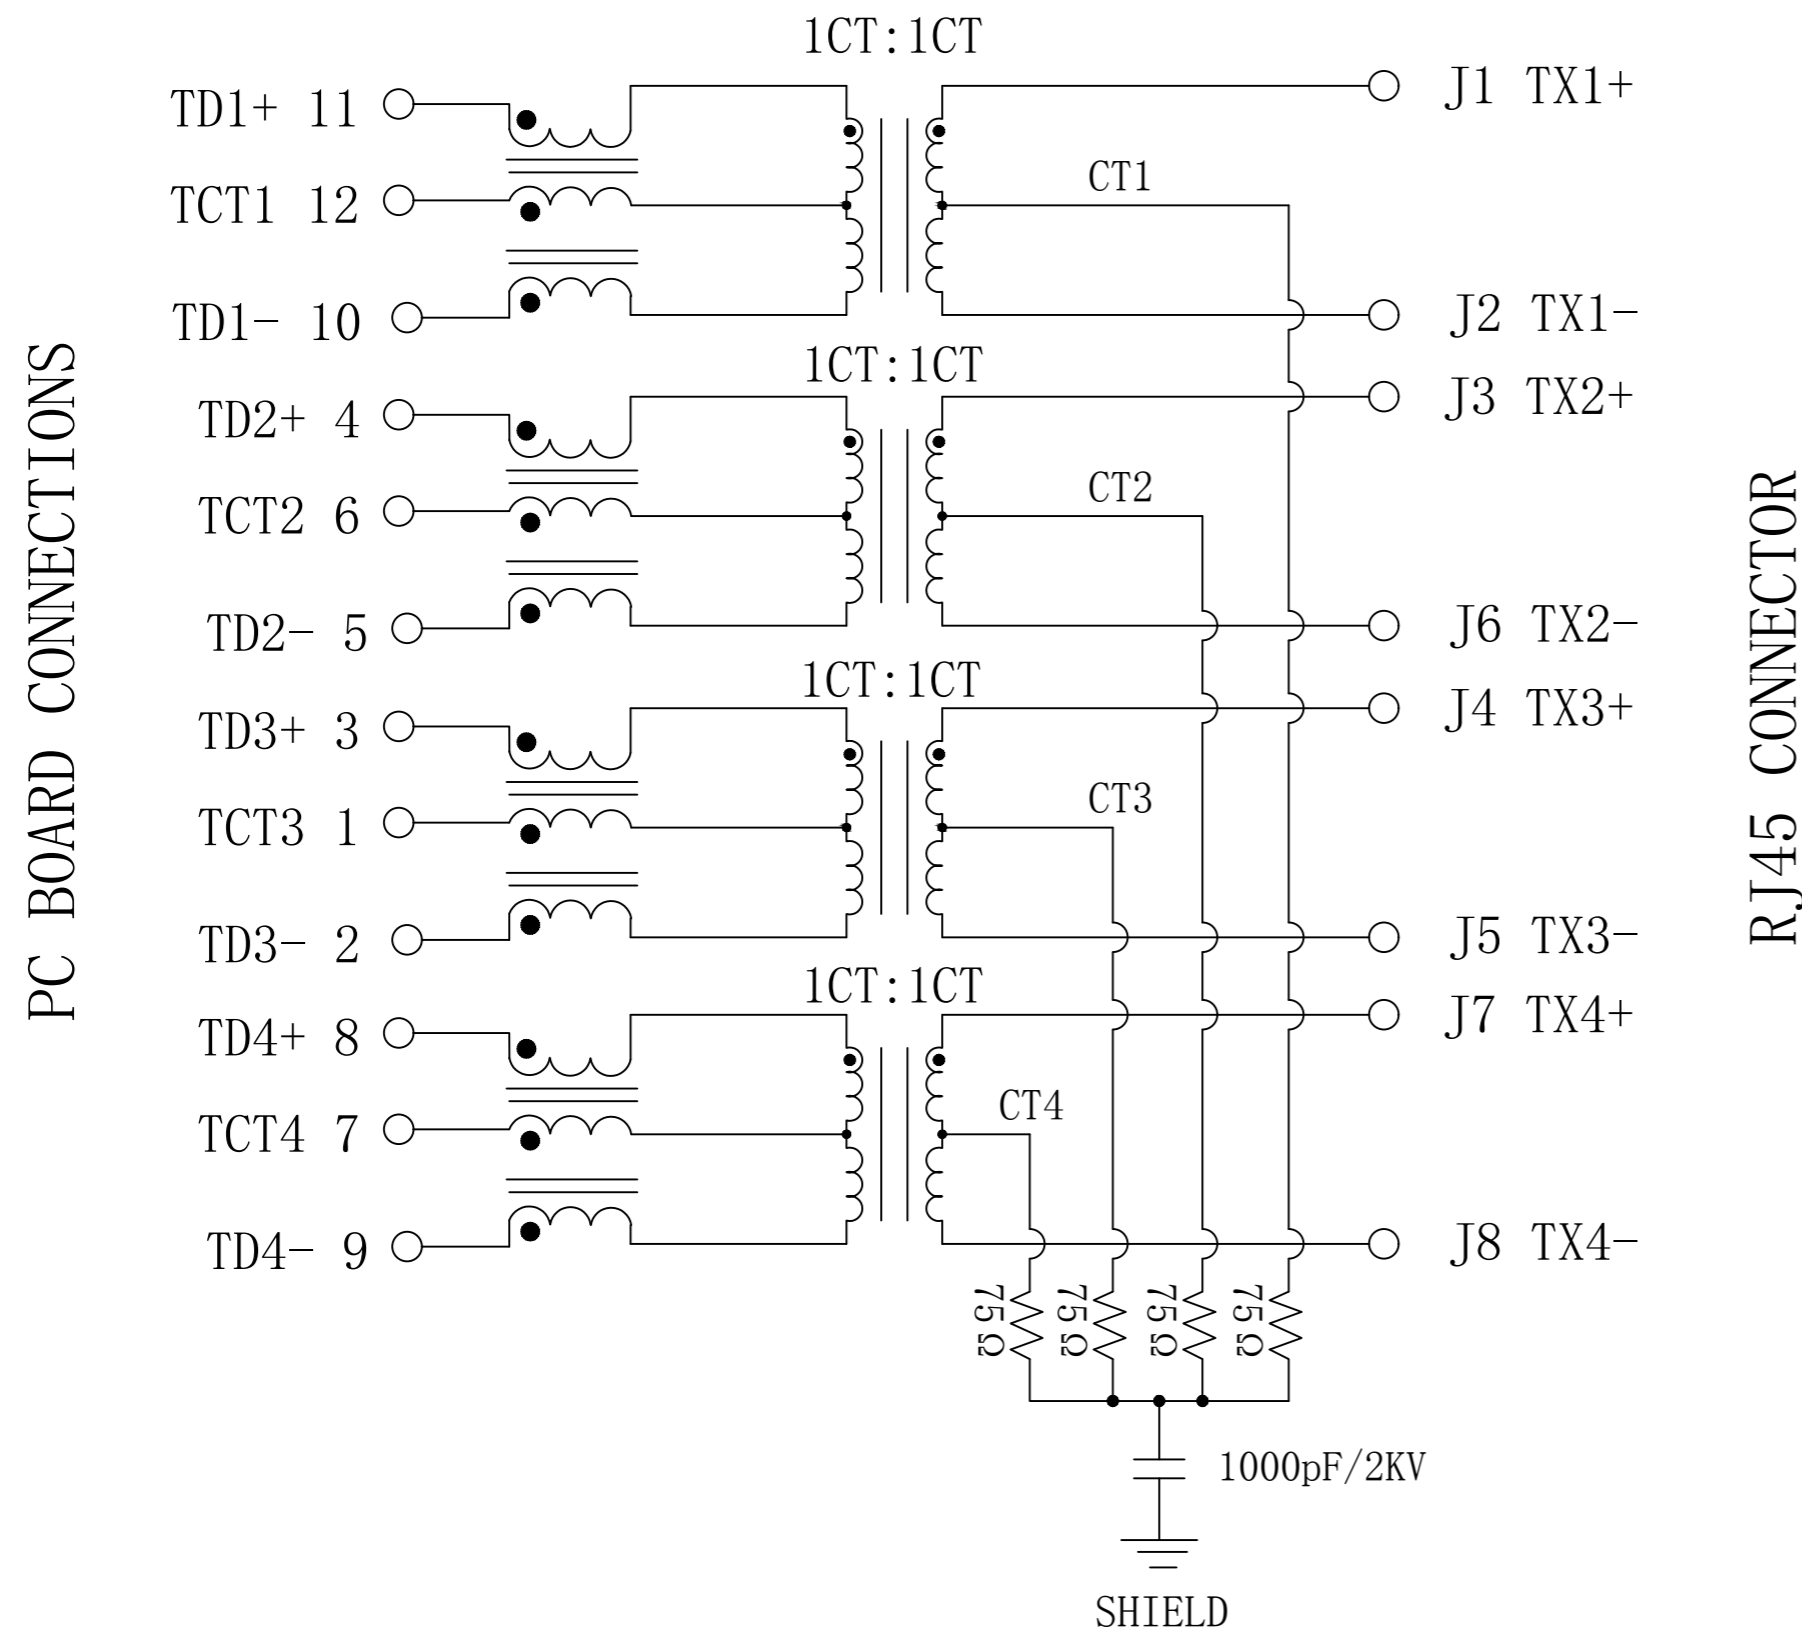 1CT:1CT
TD1+ 11
J1 TX1+
TCT1 12
CT1
TD1- 10
J2 TX1-
1CT:1CT
TD2+ 4
J3 TX2+
TCT2 6
CT2
TD2- 5
J6 TX2-
1CT:1CT
TD3+ 3
J4 TX3+
TCT3 1
CT3
TD3- 2
J5 TX3-
1CT:1CT
TD4+ 8
J7 TX4+
TCT4 7
CT4
TD4- 9
J8 TX4-
75Ω
75Ω
75Ω
75Ω
1000pF/2KV
SHIELD
PC BOARD CONNECTIONS
RJ45 CONNECTOR